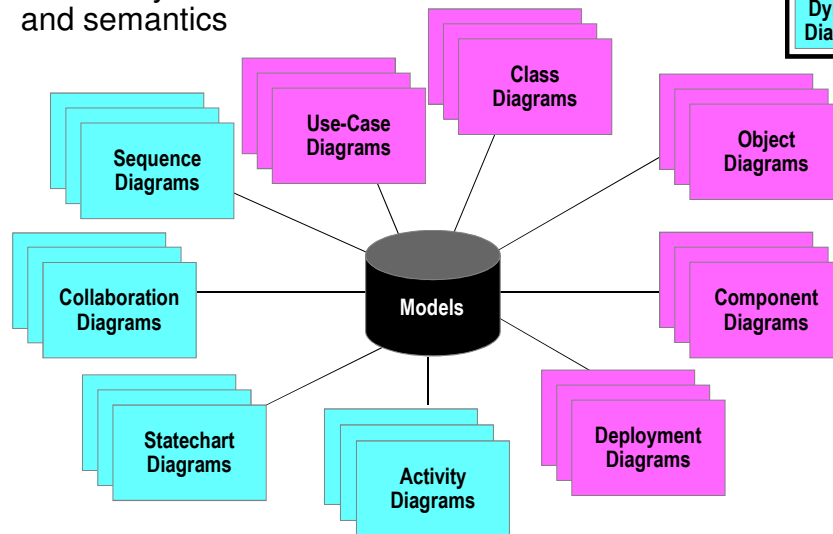 and semantics
Dy
Dia
Class
Diagrams
Use-Case
Diagrams
Object
Diagrams
Sequence
Diagrams
Collaboration
Diagrams
Models
Component
Diagrams
Statechart
Diagrams
Activity
Diagrams
Deployment
Diagrams